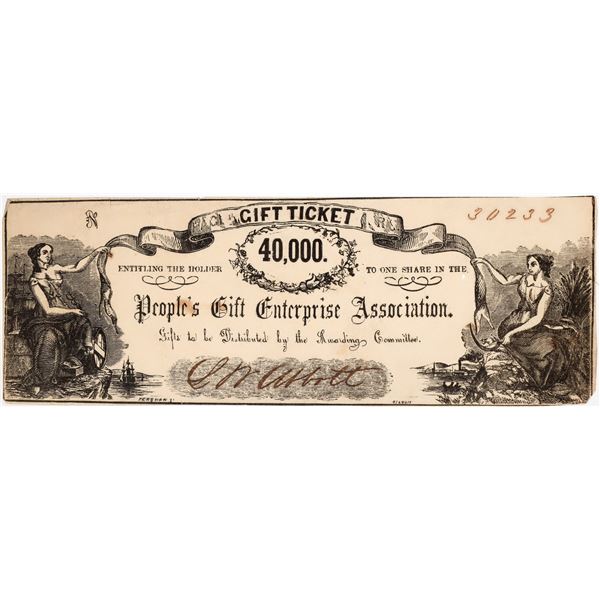 GIFT TICKET
N
30233
40,000.
ENTITLING THE HOLDER TO ONE SHARE IN THE
People's Gift Enterprise Association.
Gifts to be Distributed by the Awarding Committee.
C W Abbott